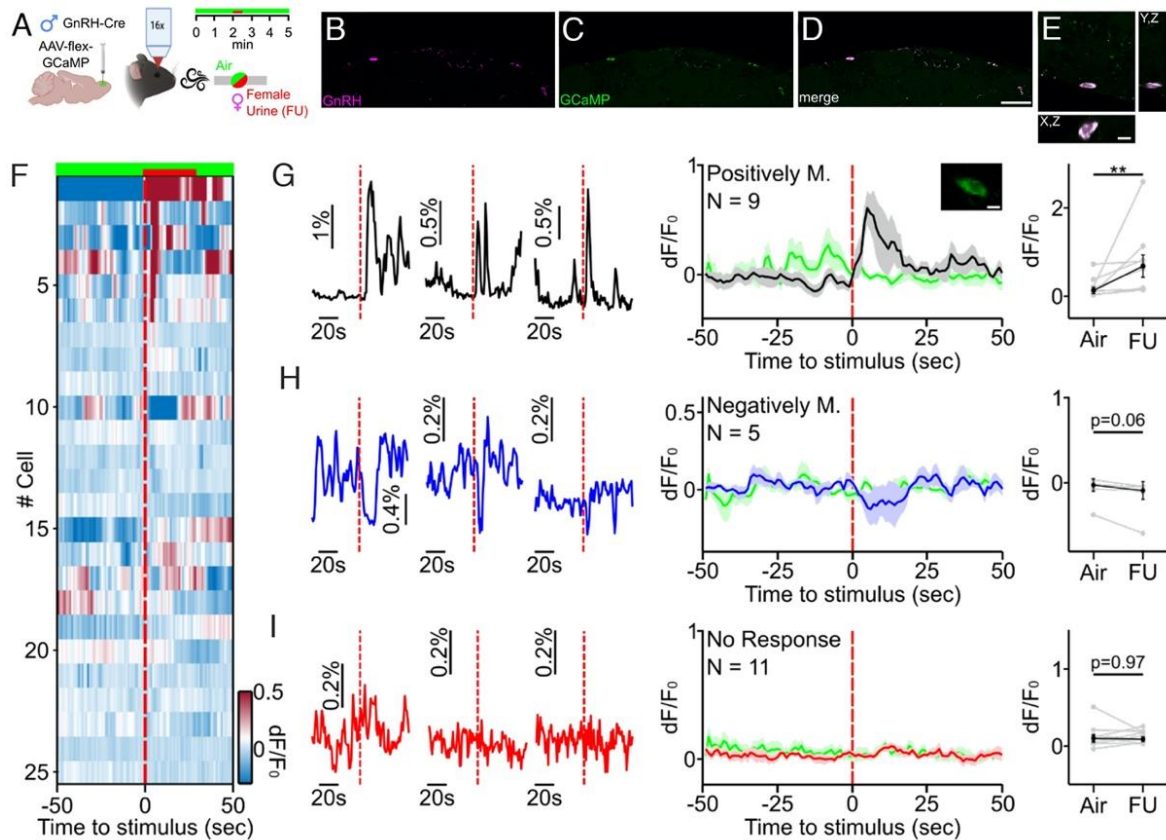 A
♂ GnRH-Cre
AAV-flex-
GCaMP
16x
0 1 2 3 4 5
min
Air
♀ Female
Urine (FU)
B
GnRH
C
GCaMP
D
merge
E
Y,Z
X,Z
F
5
10
15
20
25
# Cell
-50 0 50
Time to stimulus (sec)
0.5
0
-0.5
dF/F0
G
1%
0.5%
0.5%
20s
20s
20s
Positively M.
N = 9
1
0
-1
dF/F0
-50 -25 0 25 50
Time to stimulus (sec)
**
2
1
0
dF/F0
Air FU
H
0.4%
0.2%
0.2%
20s
20s
20s
Negatively M.
N = 5
0.5
0
-0.5
dF/F0
-50 -25 0 25 50
Time to stimulus (sec)
p=0.06
1
0
dF/F0
Air FU
I
0.2%
0.2%
0.2%
20s
20s
20s
No Response
N = 11
1
0
dF/F0
-50 -25 0 25 50
Time to stimulus (sec)
p=0.97
1
0
dF/F0
Air FU